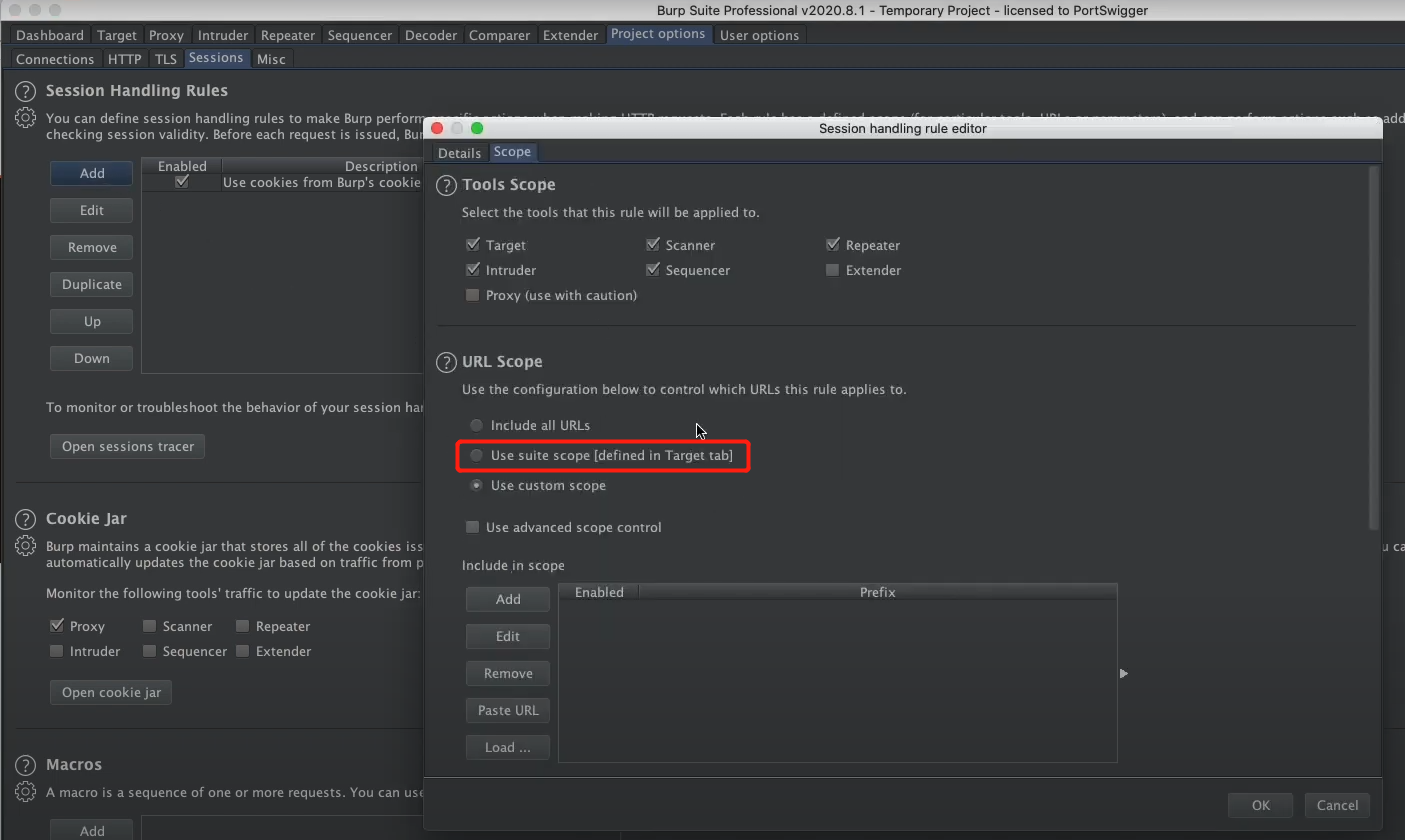 Burp Suite Professional v2020.8.1 - Temporary Project - licensed to PortSwigger
Dashboard Target Proxy Intruder Repeater Sequencer Decoder Comparer Extender Project options User options
Connections HTTP TLS Sessions Misc
? Session Handling Rules
You can define session handling rules to make Burp perform
checking session validity. Before each request is issued, Bur
Add
Edit
Remove
Duplicate
Up
Down
Enabled Description
Use cookies from Burp's cookie
To monitor or troubleshoot the behavior of your session har
Open sessions tracer
? Cookie Jar
Burp maintains a cookie jar that stores all of the cookies iss
automatically updates the cookie jar based on traffic from p
Monitor the following tools' traffic to update the cookie jar:
Proxy Scanner Repeater
Intruder Sequencer Extender
Open cookie jar
? Macros
A macro is a sequence of one or more requests. You can use
Add
Session handling rule editor
Details Scope
? Tools Scope
Select the tools that this rule will be applied to.
Target Scanner Repeater
Intruder Sequencer Extender
Proxy (use with caution)
? URL Scope
Use the configuration below to control which URLs this rule applies to.
Include all URLs
Use suite scope [defined in Target tab]
Use custom scope
Use advanced scope control
Include in scope
Add
Edit
Remove
Paste URL
Load ...
Enabled Prefix
OK Cancel
u ca